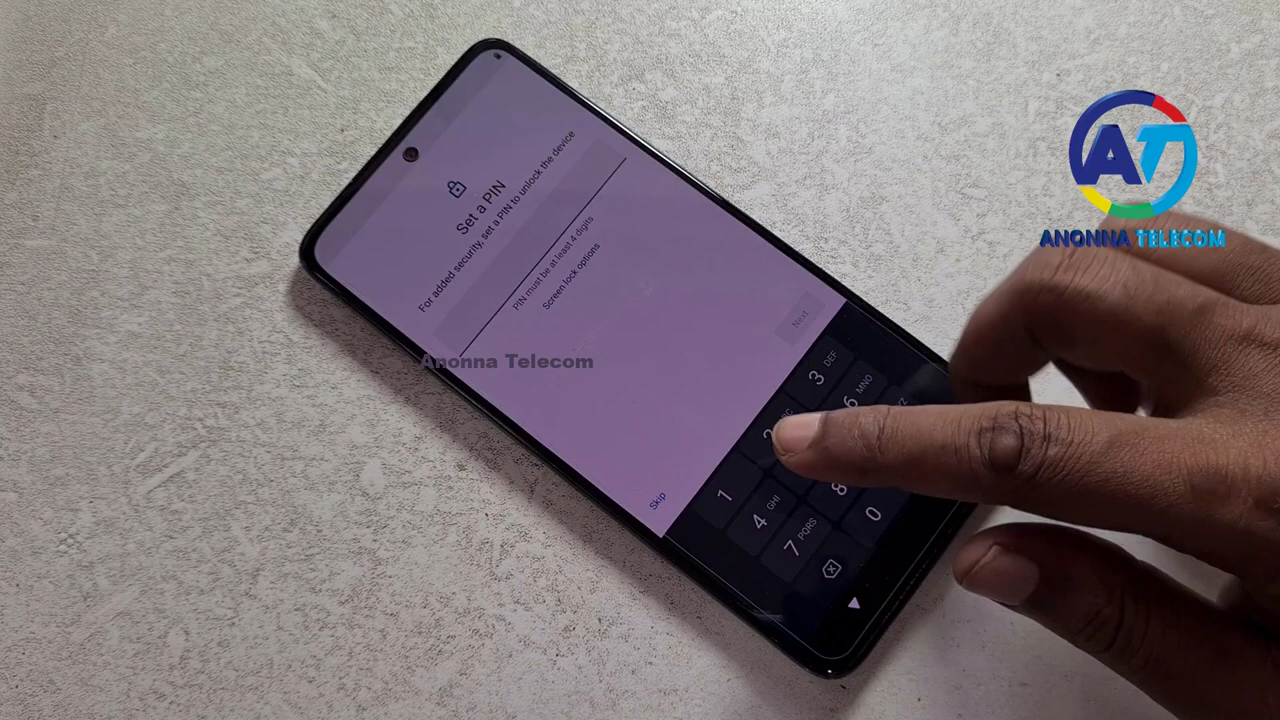 Set a PIN
For added security, set a PIN to unlock the device
PIN must be at least 4 digits
Screen lock options
Next
Skip
1
2
3 DEF
4 GHI
6 MNO
7 PQRS
8
0
AT
ANONNA TELECOM
Anonna Telecom